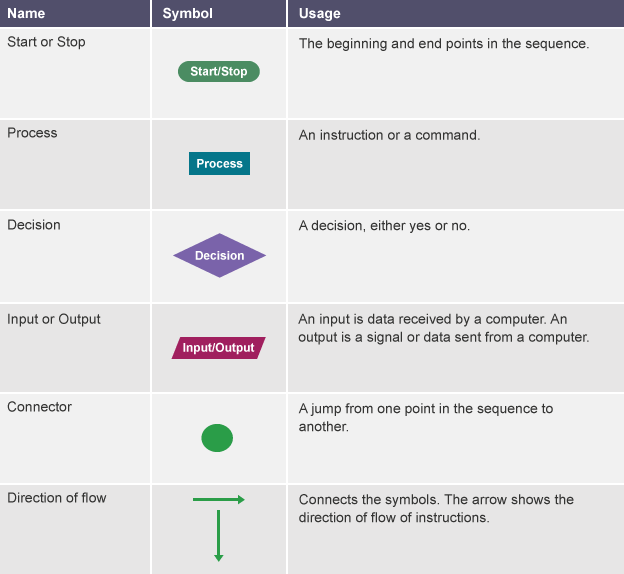 Name Symbol Usage
Start or Stop
Start/Stop
The beginning and end points in the sequence.
Process
Process
An instruction or a command.
Decision
Decision
A decision, either yes or no.
Input or Output
Input/Output
An input is data received by a computer. An
output is a signal or data sent from a computer.
Connector
A jump from one point in the sequence to
another.
Direction of flow
Connects the symbols. The arrow shows the
direction of flow of instructions.